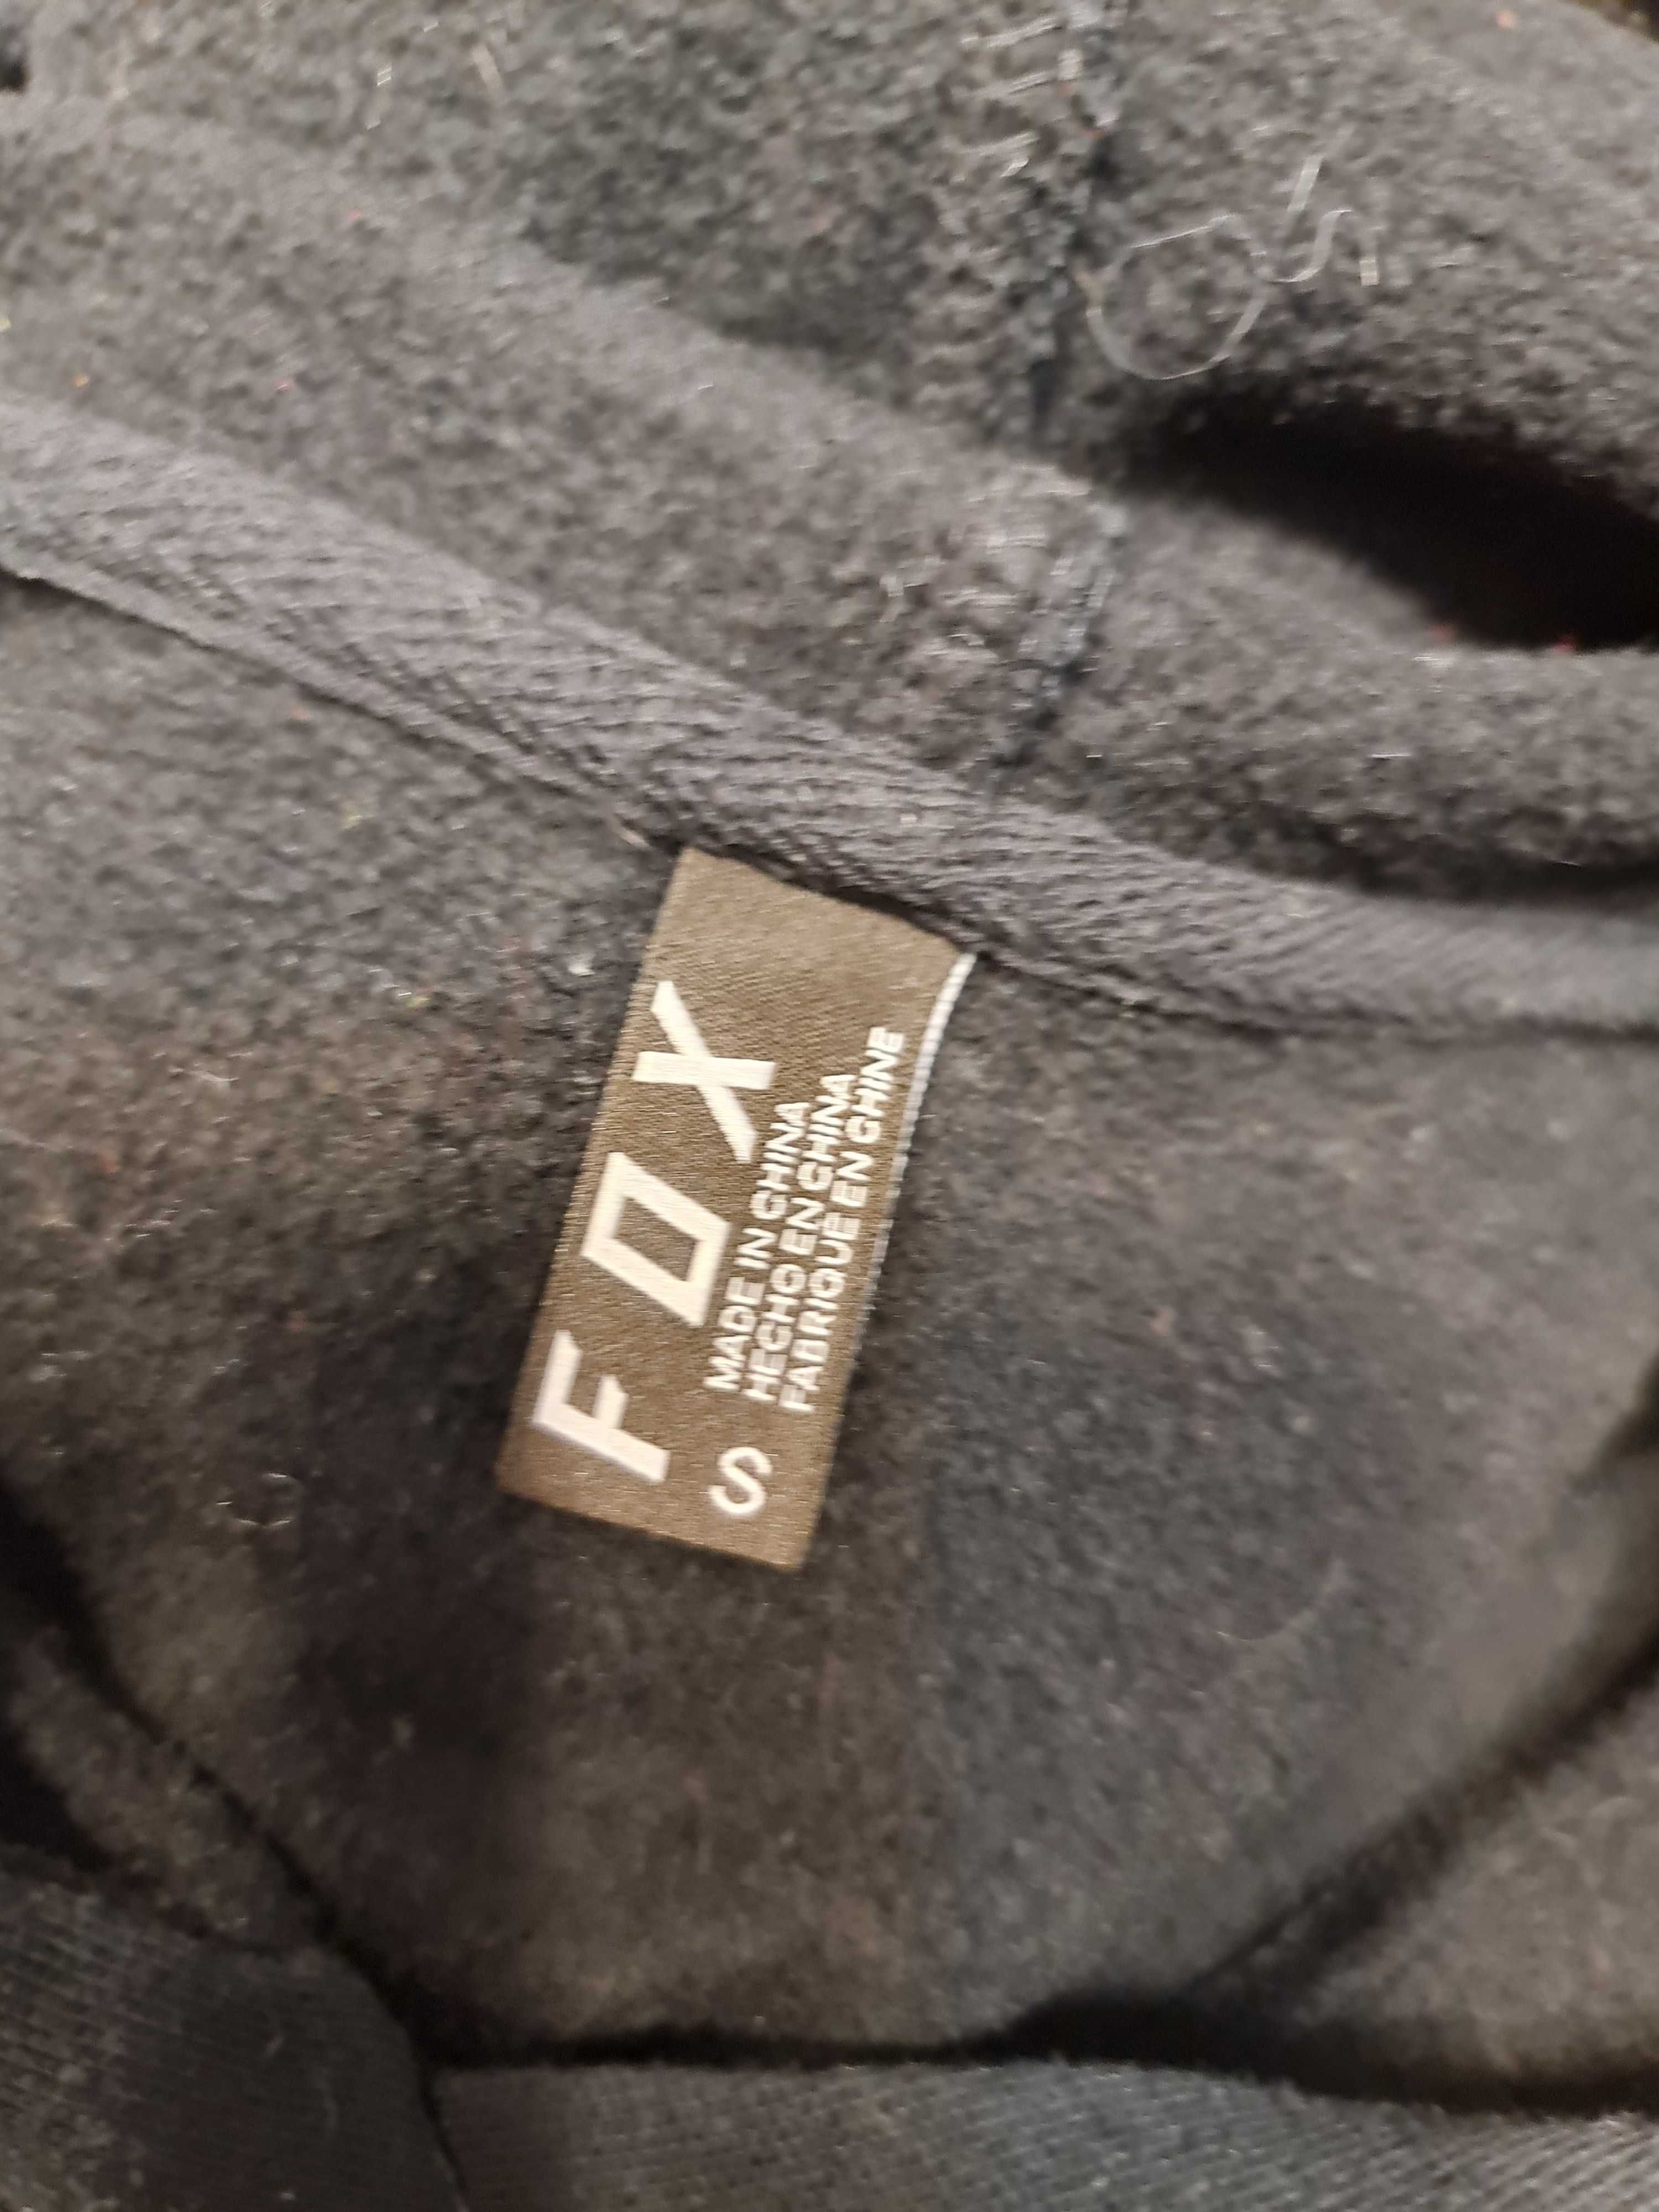 FOX
MADE IN CHINA
HECHO EN CHINA
FABRIQUE EN CHINE
S